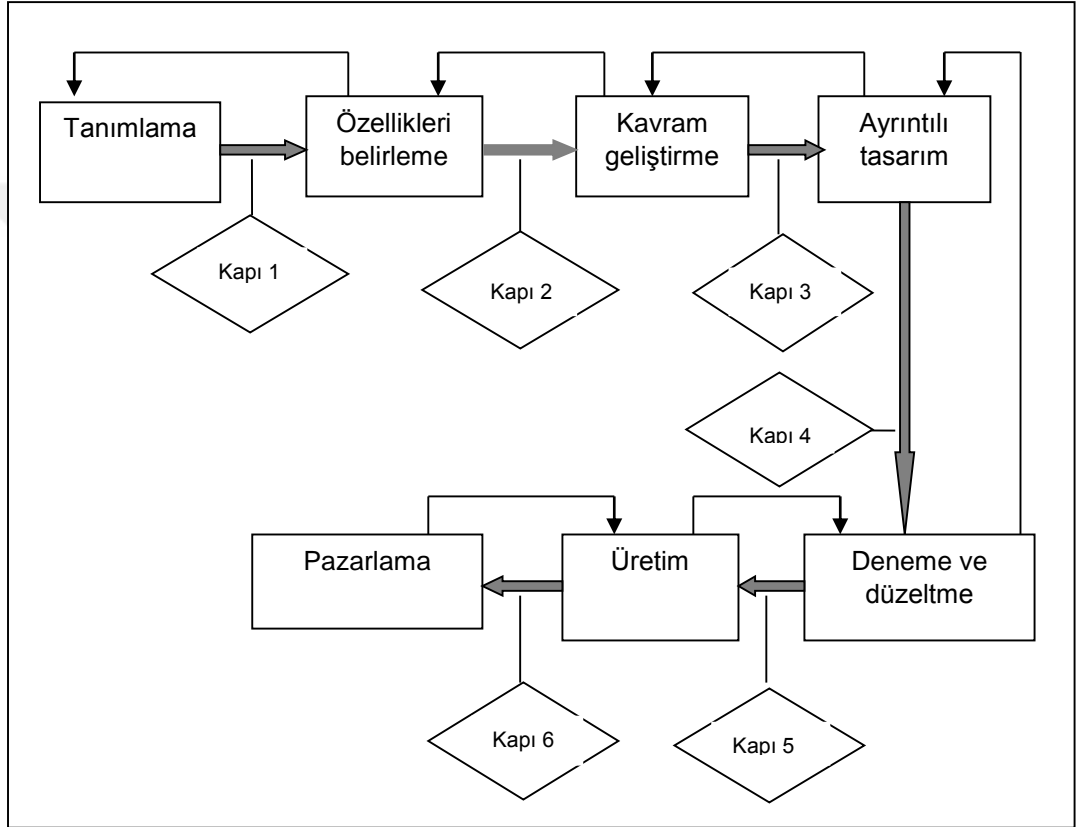 Tanımlama
Özellikleri
belirleme
Kavram
geliştirme
Ayrıntılı
tasarım
Kapı 1
Kapı 2
Kapı 3
Kapı 4
Pazarlama
Üretim
Deneme ve
düzeltme
Kapı 6
Kapı 5